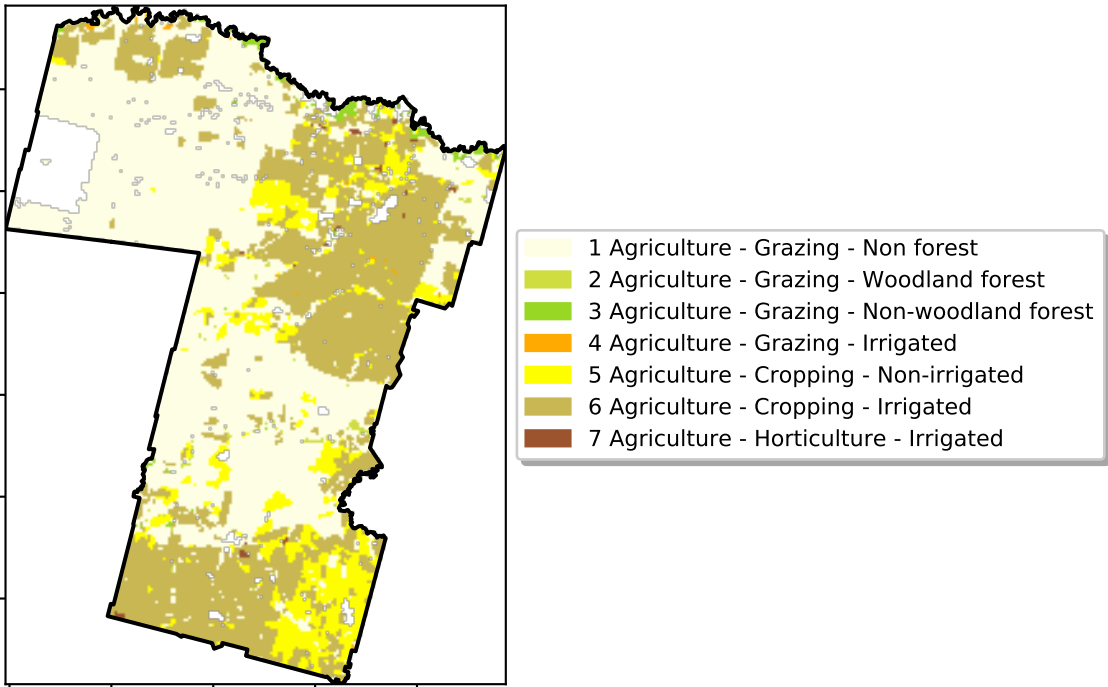 1 Agriculture - Grazing - Non forest
2 Agriculture - Grazing - Woodland forest
3 Agriculture - Grazing - Non-woodland forest
4 Agriculture - Grazing - Irrigated
5 Agriculture - Cropping - Non-irrigated
6 Agriculture - Cropping - Irrigated
7 Agriculture - Horticulture - Irrigated